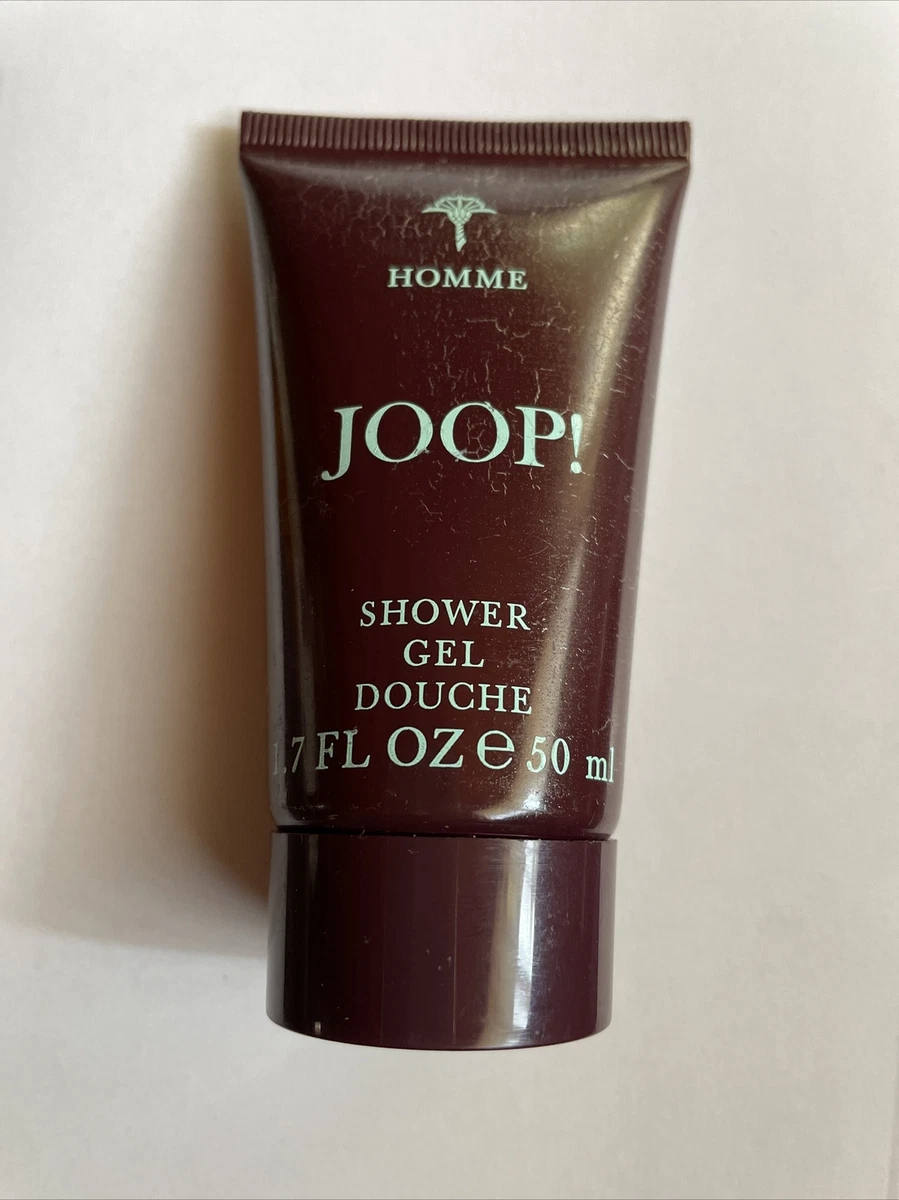 HOMME
JOOP!
SHOWER
GEL
DOUCHE
1.7 FL OZ e 50 ml